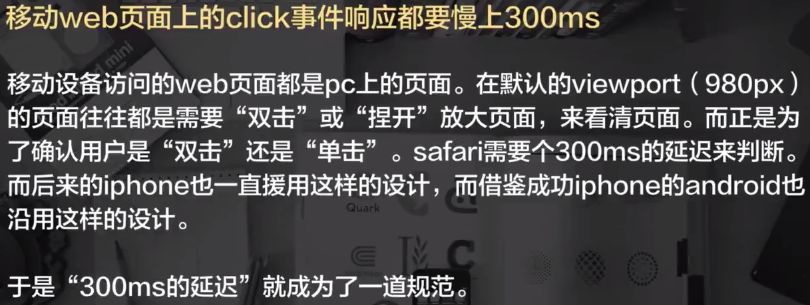 移动web页面上的click事件响应都要慢上300ms
移动设备访问的web页面都是pc上的页面。在默认的viewport（980px）
的页面往往都是需要“双击”或“捏开”放大页面，来看清页面。而正是为
了确认用户是“双击”还是“单击”。safari需要个300ms的延迟来判断。
而后来的iphone也一直援用这样的设计，而借鉴成功iphone的android也
沿用这样的设计。
Quark
于是“300ms的延迟”就成为了一道规范。